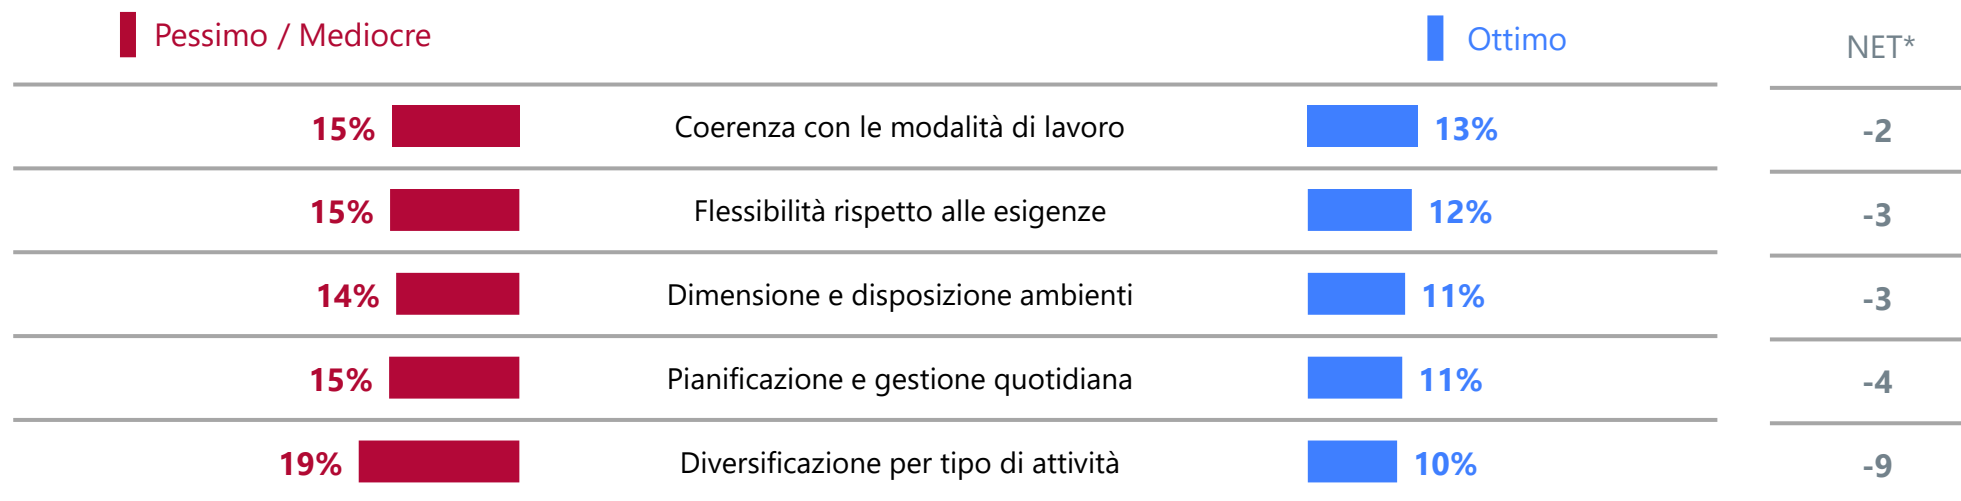 Pessimo / Mediocre Ottimo NET*
15% Coerenza con le modalità di lavoro 13% -2
15% Flessibilità rispetto alle esigenze 12% -3
14% Dimensione e disposizione ambienti 11% -3
15% Pianificazione e gestione quotidiana 11% -4
19% Diversificazione per tipo di attività 10% -9